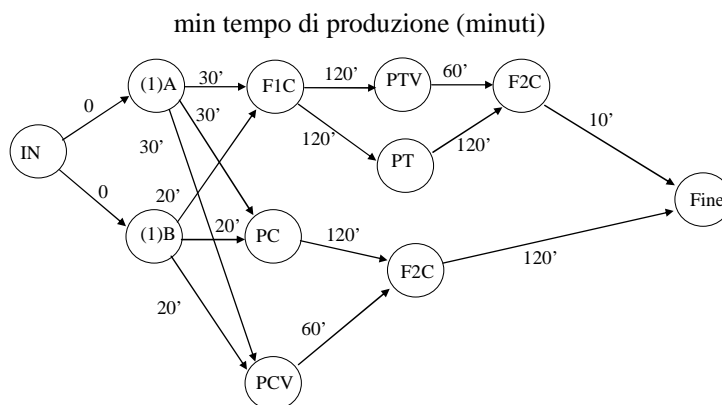 min tempo di produzione (minuti)
(1)A
30'
F1C
120'
PTV
60'
F2C
0
30'
120'
PT
120'
10'
IN
30'
Fine
0
20'
(1)B
20'
PC
120'
F2C
120'
20'
60'
PCV